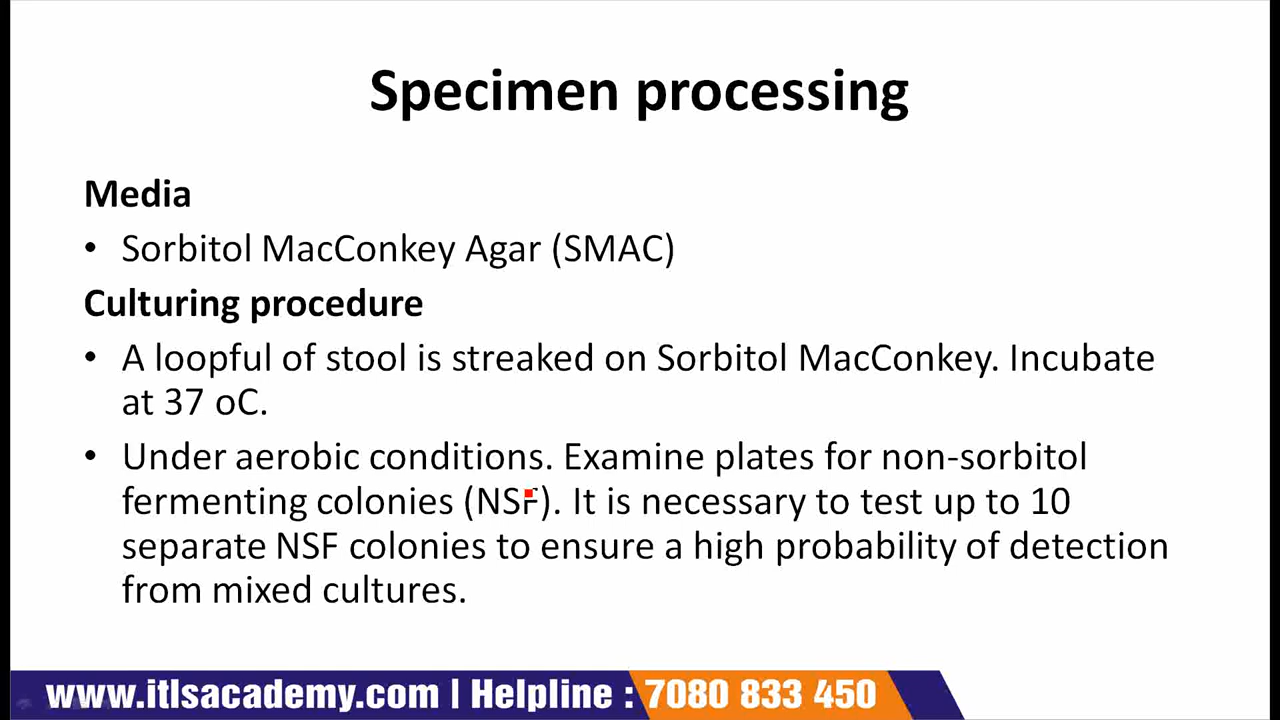 Specimen processing
Media
• Sorbitol MacConkey Agar (SMAC)
Culturing procedure
• A loopful of stool is streaked on Sorbitol MacConkey. Incubate
at 37 oC.
• Under aerobic conditions. Examine plates for non-sorbitol
fermenting colonies (NSF). It is necessary to test up to 10
separate NSF colonies to ensure a high probability of detection
from mixed cultures.
www.itlsacademy.com | Helpline : 7080 833 450